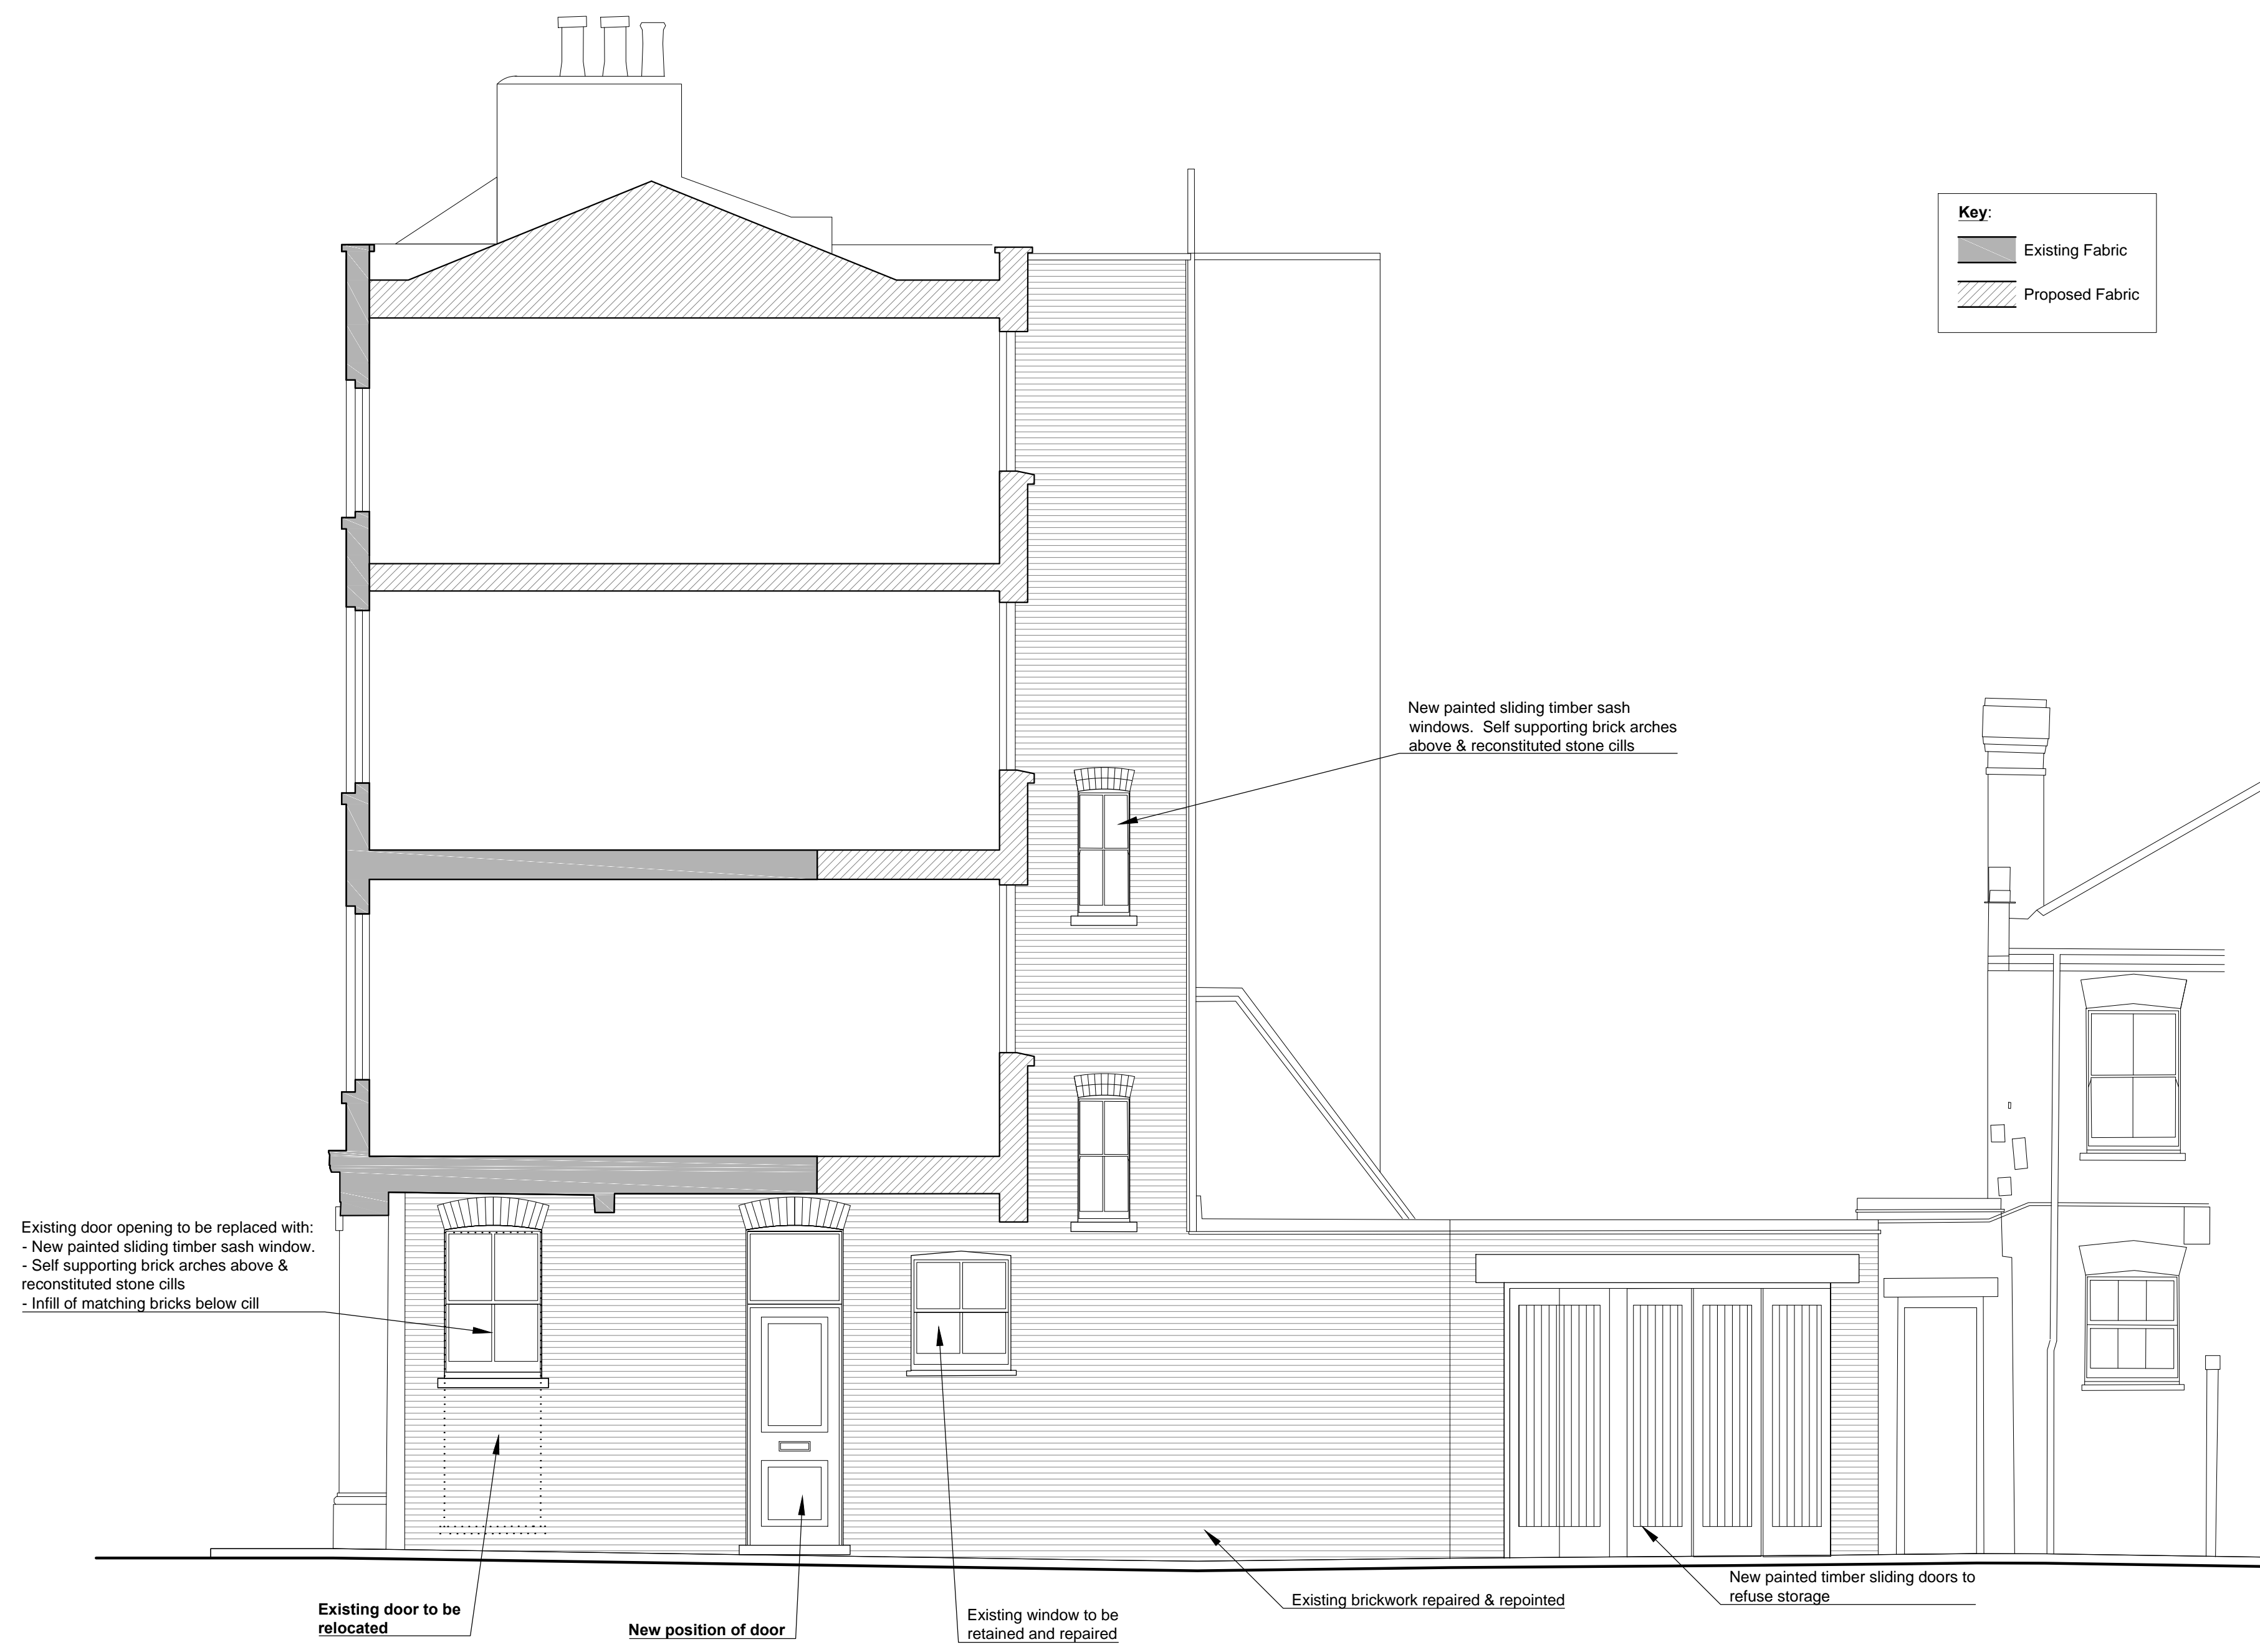 Key:
Existing Fabric
Proposed Fabric
New painted sliding timber sash
windows. Self supporting brick arches
above & reconstituted stone cills
Existing door opening to be replaced with:
- New painted sliding timber sash window.
- Self supporting brick arches above &
reconstituted stone cills
- Infill of matching bricks below cill
Existing door to be
relocated
New position of door
Existing window to be
retained and repaired
Existing brickwork repaired & repointed
New painted timber sliding doors to
refuse storage